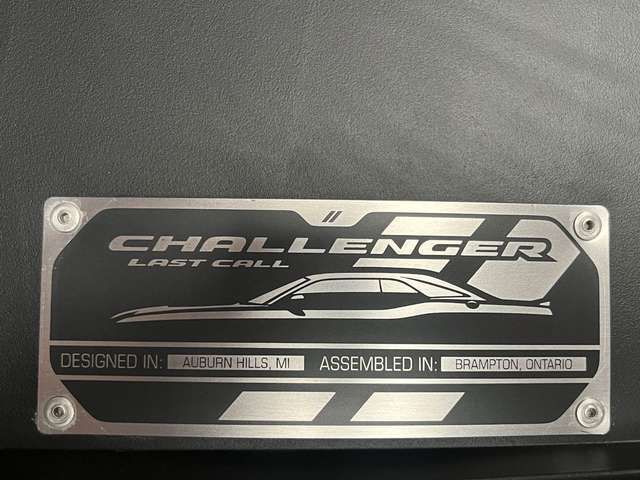 CHALLENGER
LAST CALL
DESIGNED IN: AUBURN HILLS, MI ASSEMBLED IN: BRAMPTON, ONTARIO